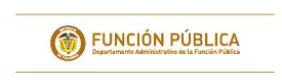 FUNCIÓN PÚBLICA
Departamento Administrativo de la Función Pública